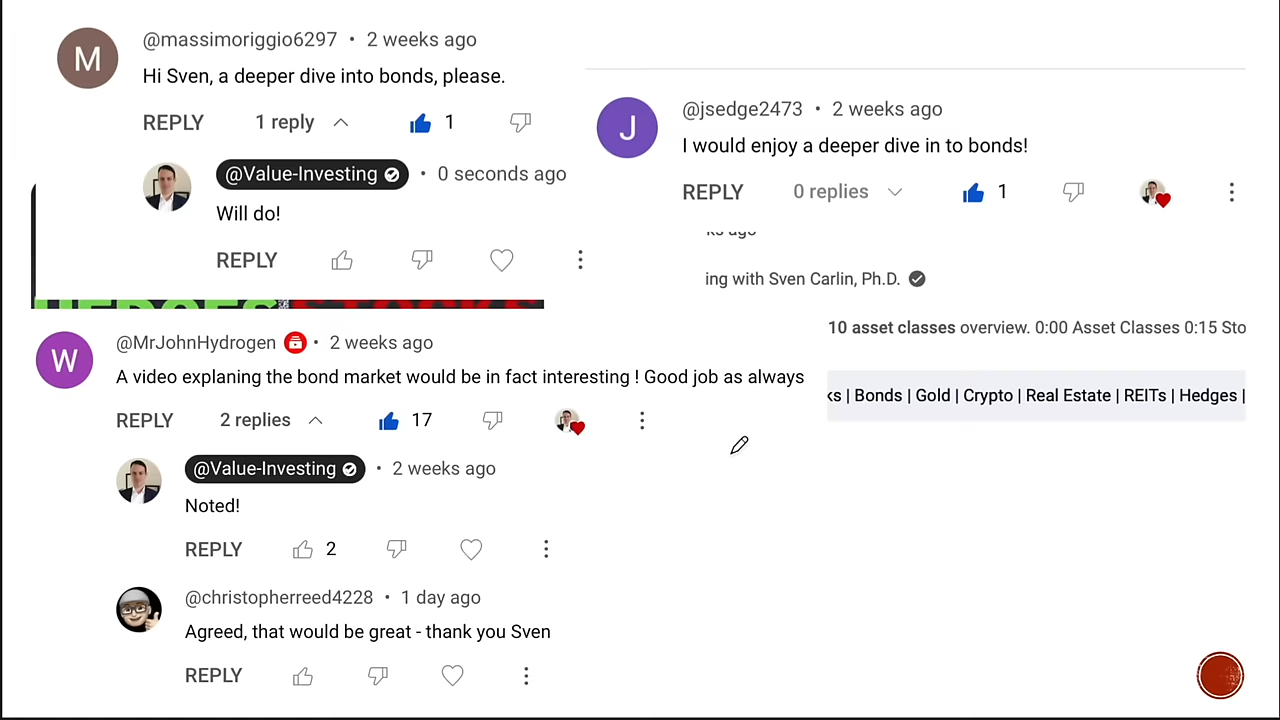 M
@massimoriggio6297 • 2 weeks ago
Hi Sven, a deeper dive into bonds, please.
REPLY 1 reply 1
@Value-Investing • 0 seconds ago
Will do!
REPLY
HEDGES STOCKS
J
@jsedge2473 • 2 weeks ago
I would enjoy a deeper dive in to bonds!
REPLY 0 replies 1
ks ago
ing with Sven Carlin, Ph.D.
10 asset classes overview. 0:00 Asset Classes 0:15 Sto
ks | Bonds | Gold | Crypto | Real Estate | REITs | Hedges |
W
@MrJohnHydrogen • 2 weeks ago
A video explaning the bond market would be in fact interesting ! Good job as always
REPLY 2 replies 17
@Value-Investing • 2 weeks ago
Noted!
REPLY 2
@christopherreed4228 • 1 day ago
Agreed, that would be great - thank you Sven
REPLY